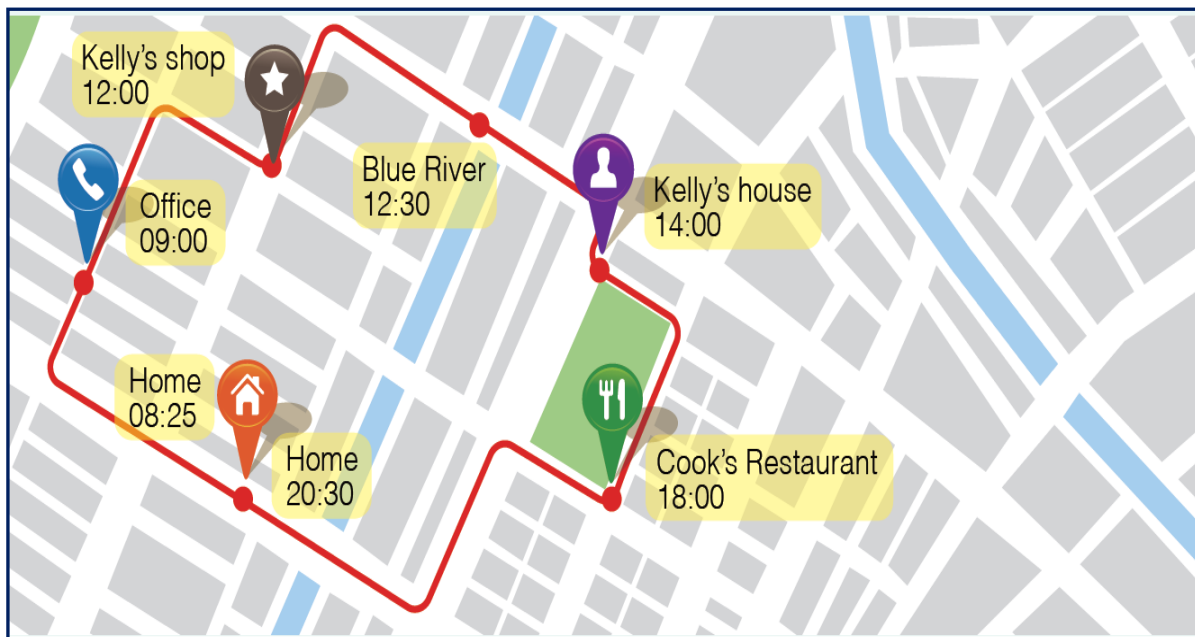 Kelly's shop
12:00
Office
09:00
Blue River
12:30
Kelly's house
14:00
Home
08:25
Home
20:30
Cook's Restaurant
18:00